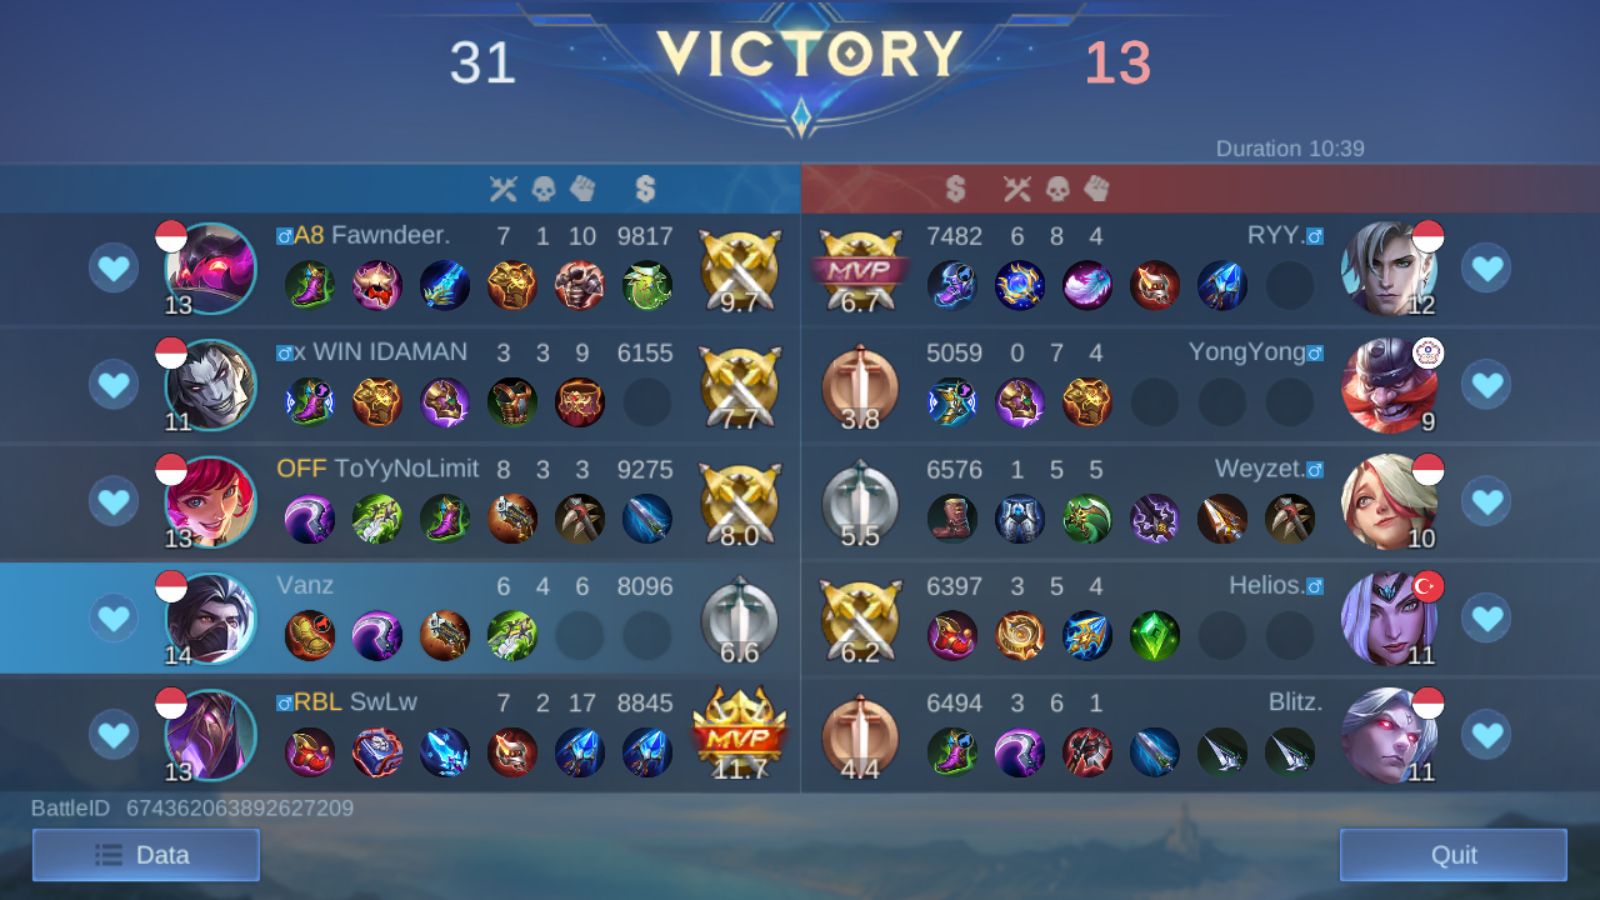 31 VICTORY 13
Duration 10:39
A8 Fawndeer. 7 1 10 9817
13 9.7
MVP 7482 6 8 4 RYY.
6.7 12
x WIN IDAMAN 3 3 9 6155
11 7.7
5059 0 7 4 YongYong
3.8 9
OFF ToYyNoLimit 8 3 3 9275
13 8.0
6576 1 5 5 Weyzet.
5.5 10
Vanz 6 4 6 8096
14 6.6
6397 3 5 4 Helios.
6.2 11
RBL SwLw 7 2 17 8845
MVP
13 11.7
6494 3 6 1 Blitz.
4.4 11
BattleID 674362063892627209
Data Quit